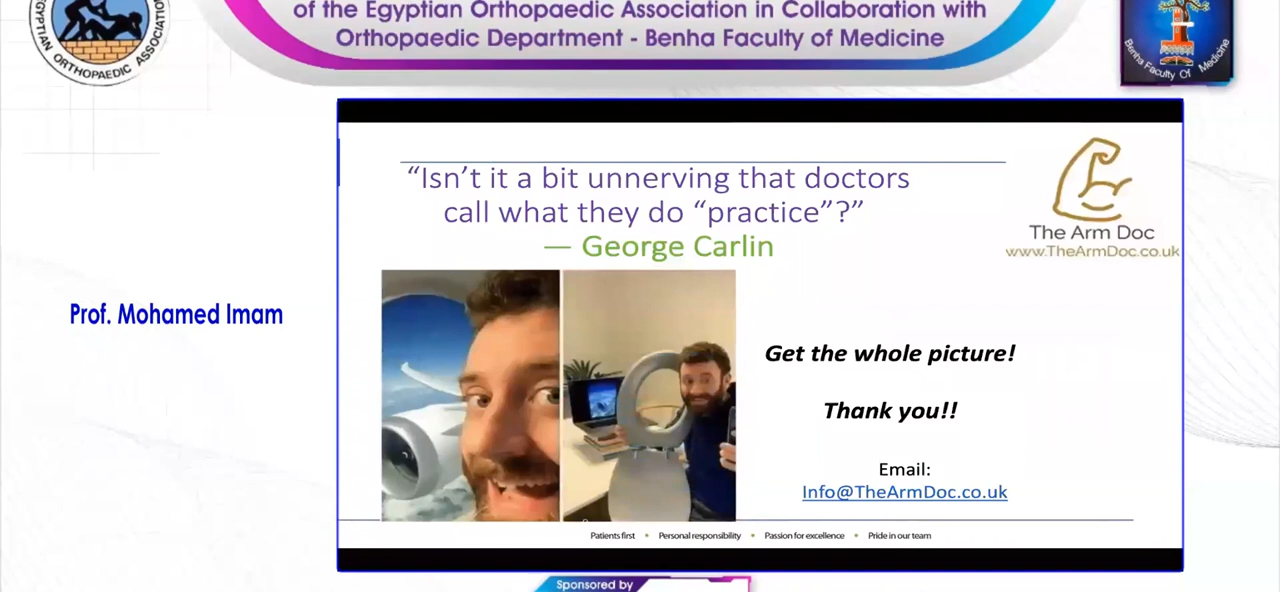 of the Egyptian Orthopaedic Association in Collaboration with
Orthopaedic Department - Benha Faculty of Medicine
EGYPTIAN ORTHOPAEDIC ASSOCIATION
Benha Faculty Of Medicine
“Isn’t it a bit unnerving that doctors
call what they do “practice”?”
— George Carlin
The Arm Doc
www.TheArmDoc.co.uk
Prof. Mohamed Imam
Get the whole picture!
Thank you!!
Email:
Info@TheArmDoc.co.uk
Patients first • Personal responsibility • Passion for excellence • Pride in our team
Sponsored by